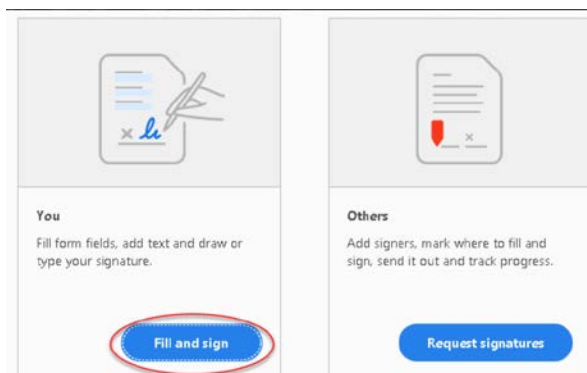 You
Fill form fields, add text and draw or
type your signature.
Fill and sign
Others
Add signers, mark where to fill and
sign, send it out and track progress.
Request signatures